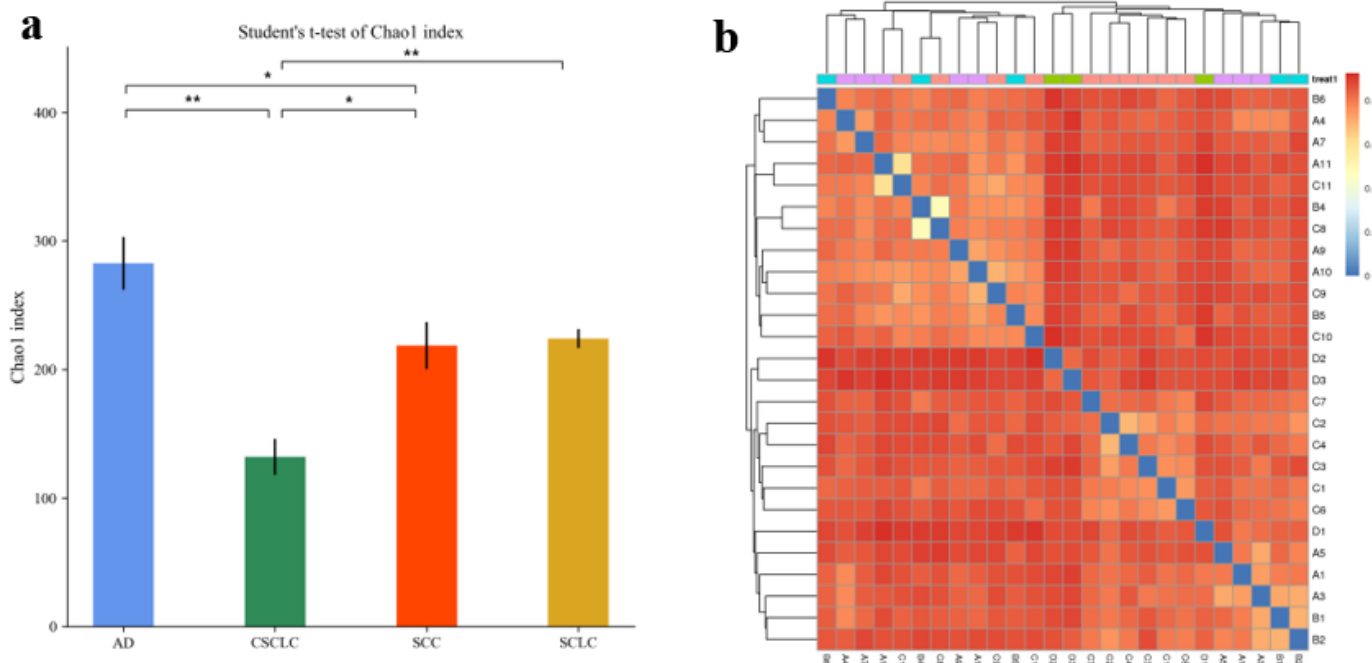 a
Student's t-test of Chao1 index
**
*
**
*
400
300
200
100
0
Chao1 index
AD
CSCLC
SCC
SCLC
b
treat1
B6
A4
A7
A11
C11
B4
C8
A9
A10
C9
B5
C10
D2
D3
C7
C2
C4
C3
C1
C6
D1
A5
A1
A3
B1
B2
0